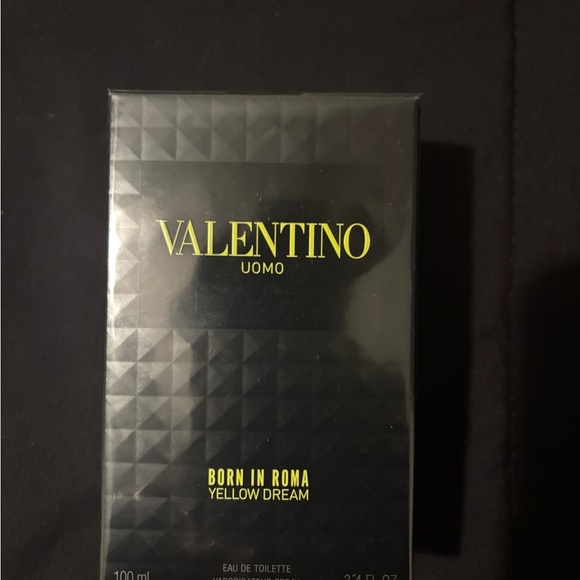 VALENTINO
UOMO
BORN IN ROMA
YELLOW DREAM
EAU DE TOILETTE
100 ml